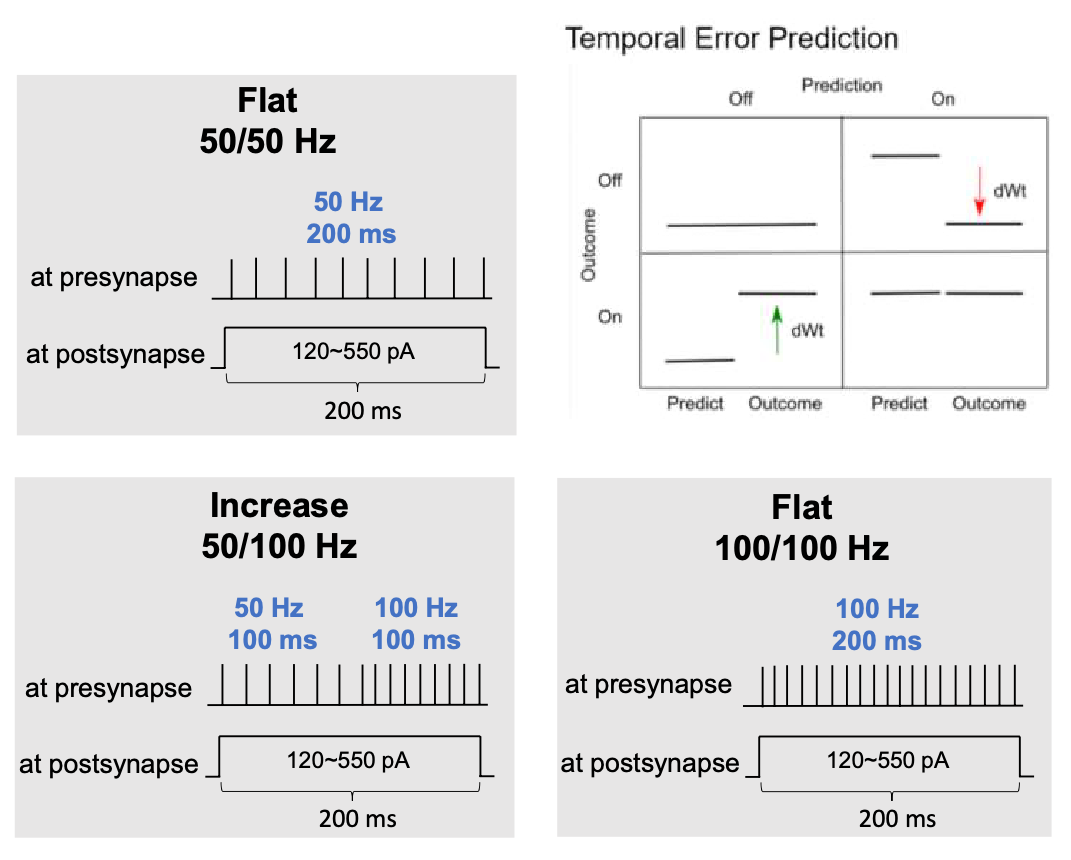 Temporal Error Prediction
Prediction
Off
On
Outcome
Off
dWt
On
dWt
Predict
Outcome
Predict
Outcome
Flat
50/50 Hz
50 Hz
200 ms
at presynapse
at postsynapse
120~550 pA
200 ms
Increase
50/100 Hz
50 Hz
100 Hz
100 ms
100 ms
at presynapse
at postsynapse
120~550 pA
200 ms
Flat
100/100 Hz
100 Hz
200 ms
at presynapse
at postsynapse
120~550 pA
200 ms